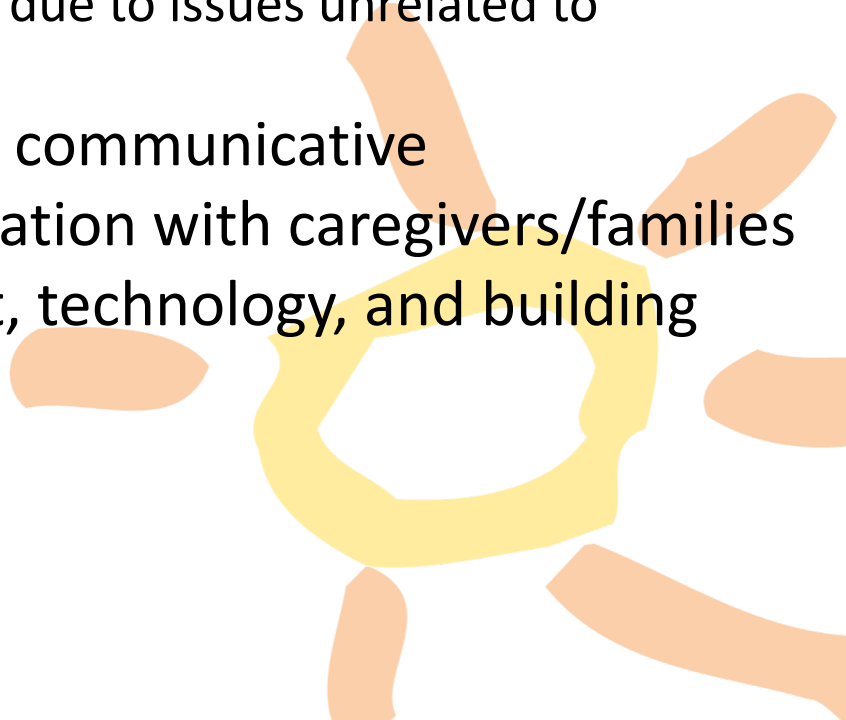 due to issues unrelated to
communicative
ation with caregivers/families
, technology, and building